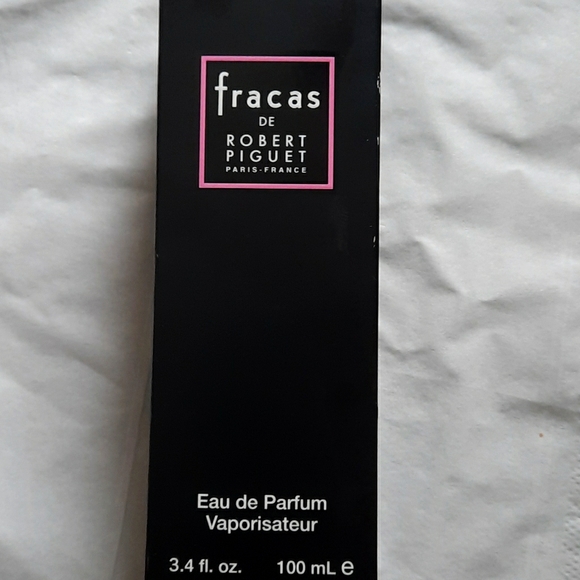 fracas
DE
ROBERT
PIGUET
PARIS-FRANCE
Eau de Parfum
Vaporisateur
3.4 fl. oz. 100 mL ℮